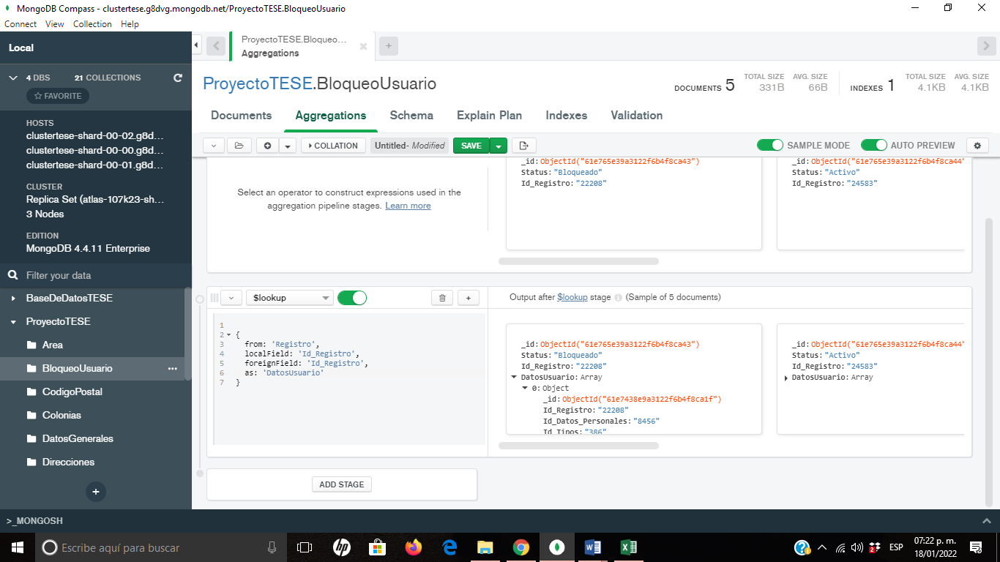 MongoDB Compass - clustertese.g8dvg.mongodb.net/ProyectoTESE.BloqueoUsuario
Connect View Collection Help
Local
4 DBS 21 COLLECTIONS
FAVORITE
HOSTS
clustertese-shard-00-02.g8d...
clustertese-shard-00-00.g8d...
clustertese-shard-00-01.g8d...
CLUSTER
Replica Set (atlas-107k23-sh...
3 Nodes
EDITION
MongoDB 4.4.11 Enterprise
Filter your data
BaseDeDatosTESE
ProyectoTESE
Area
BloqueoUsuario
CodigoPostal
Colonias
DatosGenerales
Direcciones
ProyectoTESE.Bloqueo...
Aggregations
ProyectoTESE.BloqueoUsuario
DOCUMENTS 5 TOTAL SIZE 331B AVG. SIZE 66B INDEXES 1 TOTAL SIZE 4.1KB AVG. SIZE 4.1KB
Documents Aggregations Schema Explain Plan Indexes Validation
COLLATION Untitled- Modified SAVE SAMPLE MODE AUTO PREVIEW
Select an operator to construct expressions used in the
aggregation pipeline stages. Learn more
_id:ObjectId("61e765e39a3122f6b4f8ca43")
Status:"Bloqueado"
Id_Registro:"22208"
_id:ObjectId("61e765e39a3122f6b4f8ca44"
Status:"Activo"
Id_Registro:"24583"
$lookup
Output after $lookup stage (Sample of 5 documents)
1
2 {
3 from: 'Registro',
4 localField: 'Id_Registro',
5 foreignField: 'Id_Registro',
6 as: 'DatosUsuario'
7 }
_id:ObjectId("61e765e39a3122f6b4f8ca43")
Status:"Bloqueado"
Id_Registro:"22208"
DatosUsuario:Array
0:Object
_id:ObjectId("61e7438e9a3122f6b4f8ca1f")
Id_Registro:"22208"
Id_Datos_Personales:"8456"
Id_Tipos:"386"
_id:ObjectId("61e765e39a3122f6b4f8ca44"
Status:"Activo"
Id_Registro:"24583"
DatosUsuario:Array
ADD STAGE
>_MONGOSH
Escribe aquí para buscar
ESP
07:22 p. m.
18/01/2022